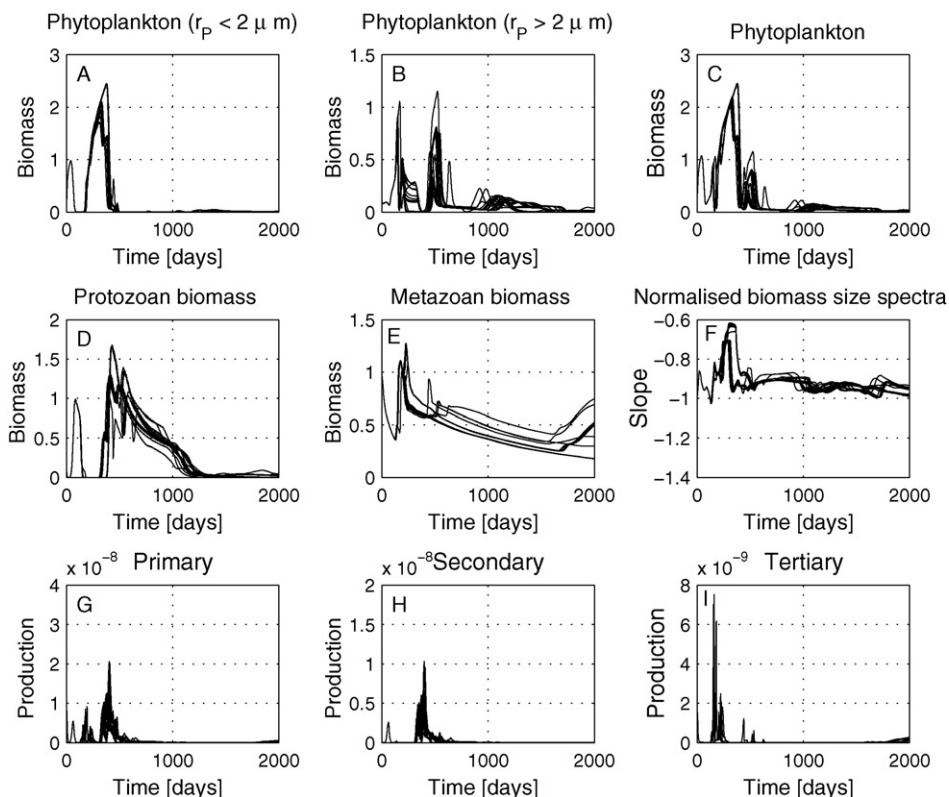 Phytoplankton (r_P < 2 μ m)
Phytoplankton (r_P > 2 μ m)
Phytoplankton
A
B
C
3
2
1
0
1.5
1
0.5
0
3
2
1
0
Biomass
Biomass
Biomass
0 1000 2000
0 1000 2000
0 1000 2000
Time [days]
Time [days]
Time [days]
Protozoan biomass
Metazoan biomass
Normalised biomass size spectra
D
E
F
2
1.5
1
0.5
0
2
1.5
1
0.5
0
−0.6
−0.8
−1
−1.2
−1.4
Biomass
Biomass
Slope
0 1000 2000
0 1000 2000
0 1000 2000
Time [days]
Time [days]
Time [days]
x 10⁻⁸ Primary
x 10⁻⁸ Secondary
x 10⁻⁹ Tertiary
G
H
I
4
3
2
1
0
2
1.5
1
0.5
0
8
6
4
2
0
Production
Production
Production
0 1000 2000
0 1000 2000
0 1000 2000
Time [days]
Time [days]
Time [days]